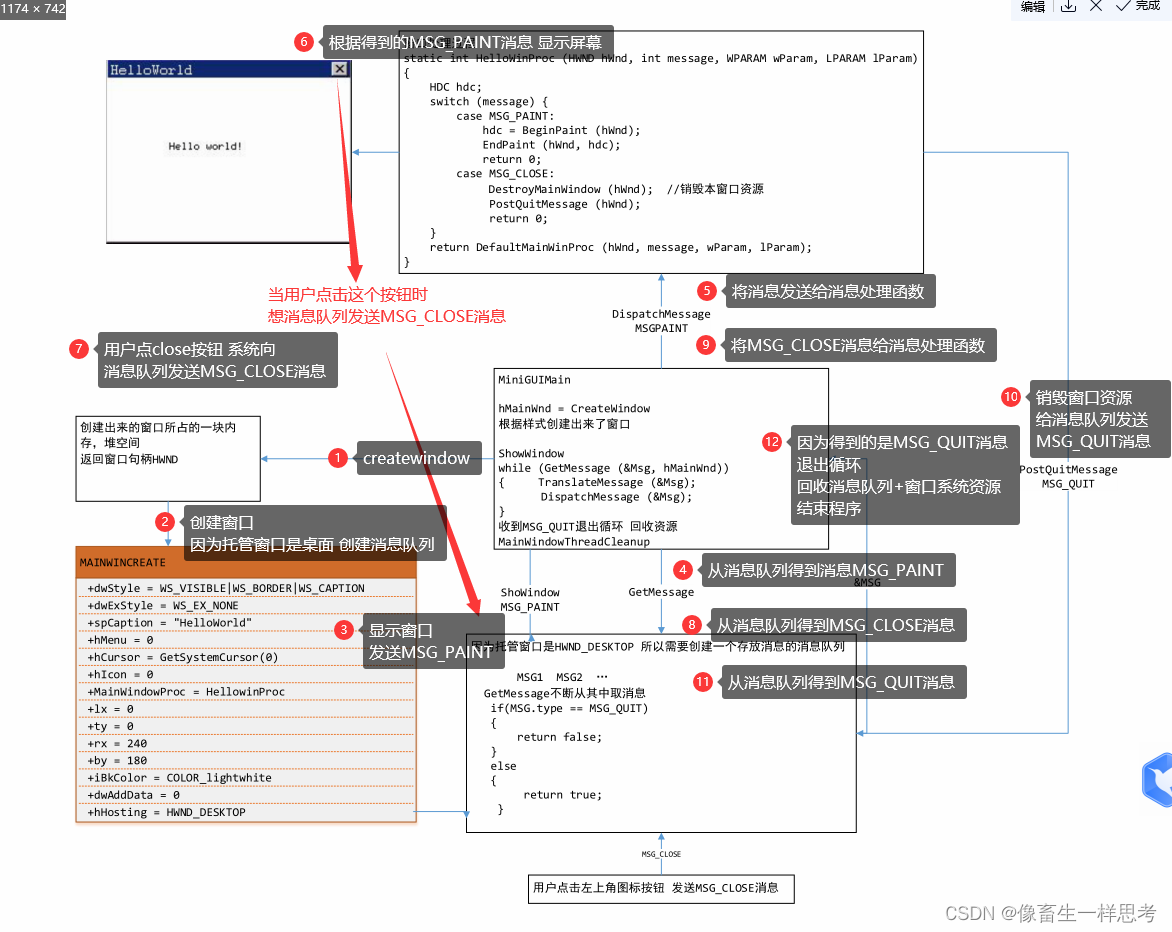 1174 × 742
编辑
完成
6
根据得到的MSG_PAINT消息 显示屏幕
HelloWorld
Hello world!
static int HelloWinProc (HWND hWnd, int message, WPARAM wParam, LPARAM lParam)
{
HDC hdc;
switch (message) {
case MSG_PAINT:
hdc = BeginPaint (hWnd);
EndPaint (hWnd, hdc);
return 0;
case MSG_CLOSE:
DestroyMainWindow (hWnd); //销毁本窗口资源
PostQuitMessage (hWnd);
return 0;
}
return DefaultMainWinProc (hWnd, message, wParam, lParam);
}
当用户点击这个按钮时
想消息队列发送MSG_CLOSE消息
5
将消息发送给消息处理函数
DispatchMessage
MSGPAINT
9
将MSG_CLOSE消息给消息处理函数
7
用户点close按钮 系统向
消息队列发送MSG_CLOSE消息
MiniGUIMain
hMainWnd = CreateWindow
根据样式创建出来了窗口
ShowWindow
while (GetMessage (&Msg, hMainWnd))
{ TranslateMessage (&Msg);
DispatchMessage (&Msg);
}
收到MSG_QUIT退出循环 回收资源
MainWindowThreadCleanup
10
销毁窗口资源
给消息队列发送
MSG_QUIT消息
PostQuitMessage
MSG_QUIT
12
因为得到的是MSG_QUIT消息
退出循环
回收消息队列+窗口系统资源
结束程序
创建出来的窗口所占的一块内
存，堆空间
返回窗口句柄HWND
1
createwindow
2
创建窗口
因为托管窗口是桌面 创建消息队列
MAINWINCREATE
+dwStyle = WS_VISIBLE|WS_BORDER|WS_CAPTION
+dwExStyle = WS_EX_NONE
+spCaption = "HelloWorld"
+hMenu = 0
+hCursor = GetSystemCursor(0)
+hIcon = 0
+MainWindowProc = HellowinProc
+lx = 0
+ty = 0
+rx = 240
+by = 180
+iBkColor = COLOR_lightwhite
+dwAddData = 0
+hHosting = HWND_DESKTOP
4
从消息队列得到消息MSG_PAINT
&MSG
ShoWindow
MSG_PAINT
GetMessage
3
显示窗口
发送MSG_PAINT
8
从消息队列得到MSG_CLOSE消息
因为托管窗口是HWND_DESKTOP 所以需要创建一个存放消息的消息队列
11
从消息队列得到MSG_QUIT消息
MSG1 MSG2 …
GetMessage不断从其中取消息
if(MSG.type == MSG_QUIT)
{
return false;
}
else
{
return true;
}
MSG_CLOSE
用户点击左上角图标按钮 发送MSG_CLOSE消息
CSDN @像畜生一样思考